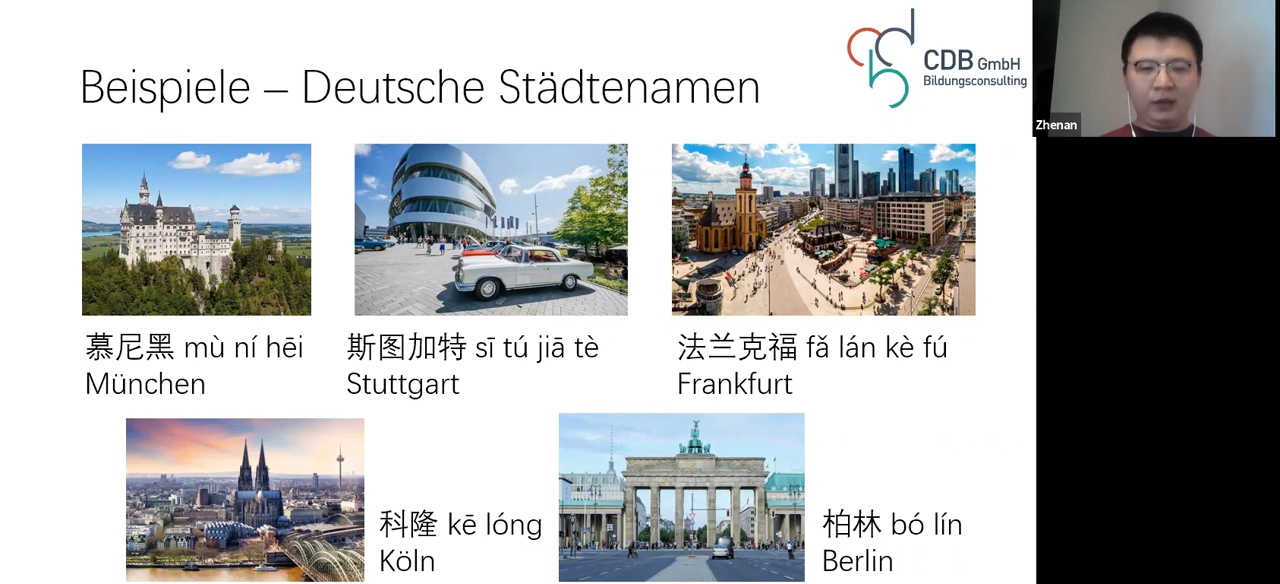 CDB GmbH
Bildungsconsulting
Beispiele – Deutsche Städtenamen
Zhenan
慕尼黑 mù ní hēi
München
斯图加特 sī tú jiā tè
Stuttgart
法兰克福 fǎ lán kè fú
Frankfurt
科隆 kē lóng
Köln
柏林 bó lín
Berlin